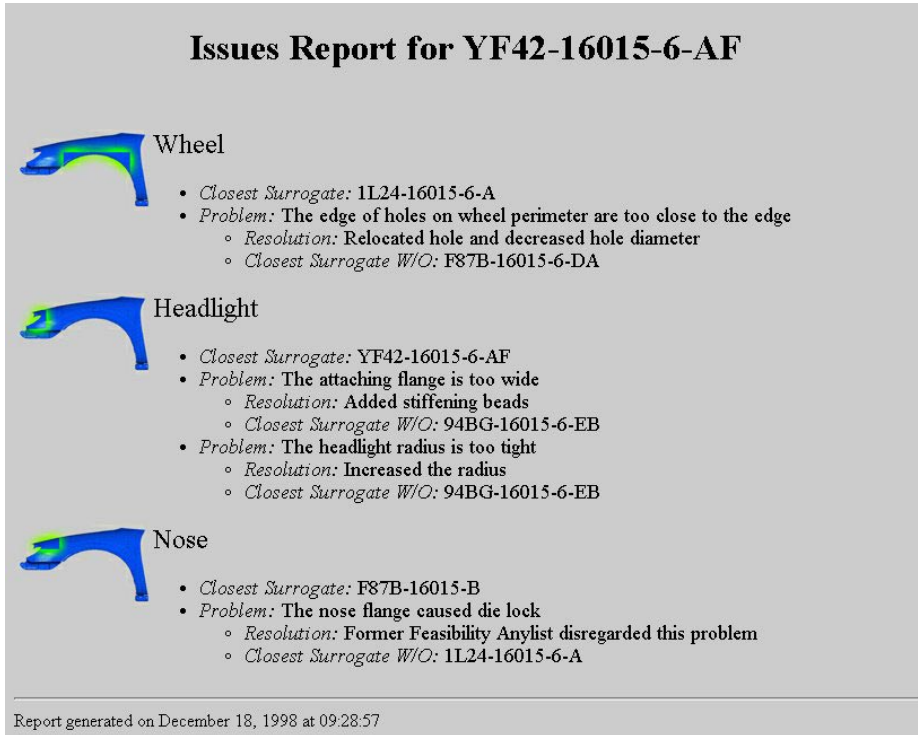 Issues Report for YF42-16015-6-AF
Wheel
• Closest Surrogate: 1L24-16015-6-A
• Problem: The edge of holes on wheel perimeter are too close to the edge
◦ Resolution: Relocated hole and decreased hole diameter
◦ Closest Surrogate W/O: F87B-16015-6-DA
Headlight
• Closest Surrogate: YF42-16015-6-AF
• Problem: The attaching flange is too wide
◦ Resolution: Added stiffening beads
◦ Closest Surrogate W/O: 94BG-16015-6-EB
• Problem: The headlight radius is too tight
◦ Resolution: Increased the radius
◦ Closest Surrogate W/O: 94BG-16015-6-EB
Nose
• Closest Surrogate: F87B-16015-B
• Problem: The nose flange caused die lock
◦ Resolution: Former Feasibility Anylist disregarded this problem
◦ Closest Surrogate W/O: 1L24-16015-6-A
Report generated on December 18, 1998 at 09:28:57